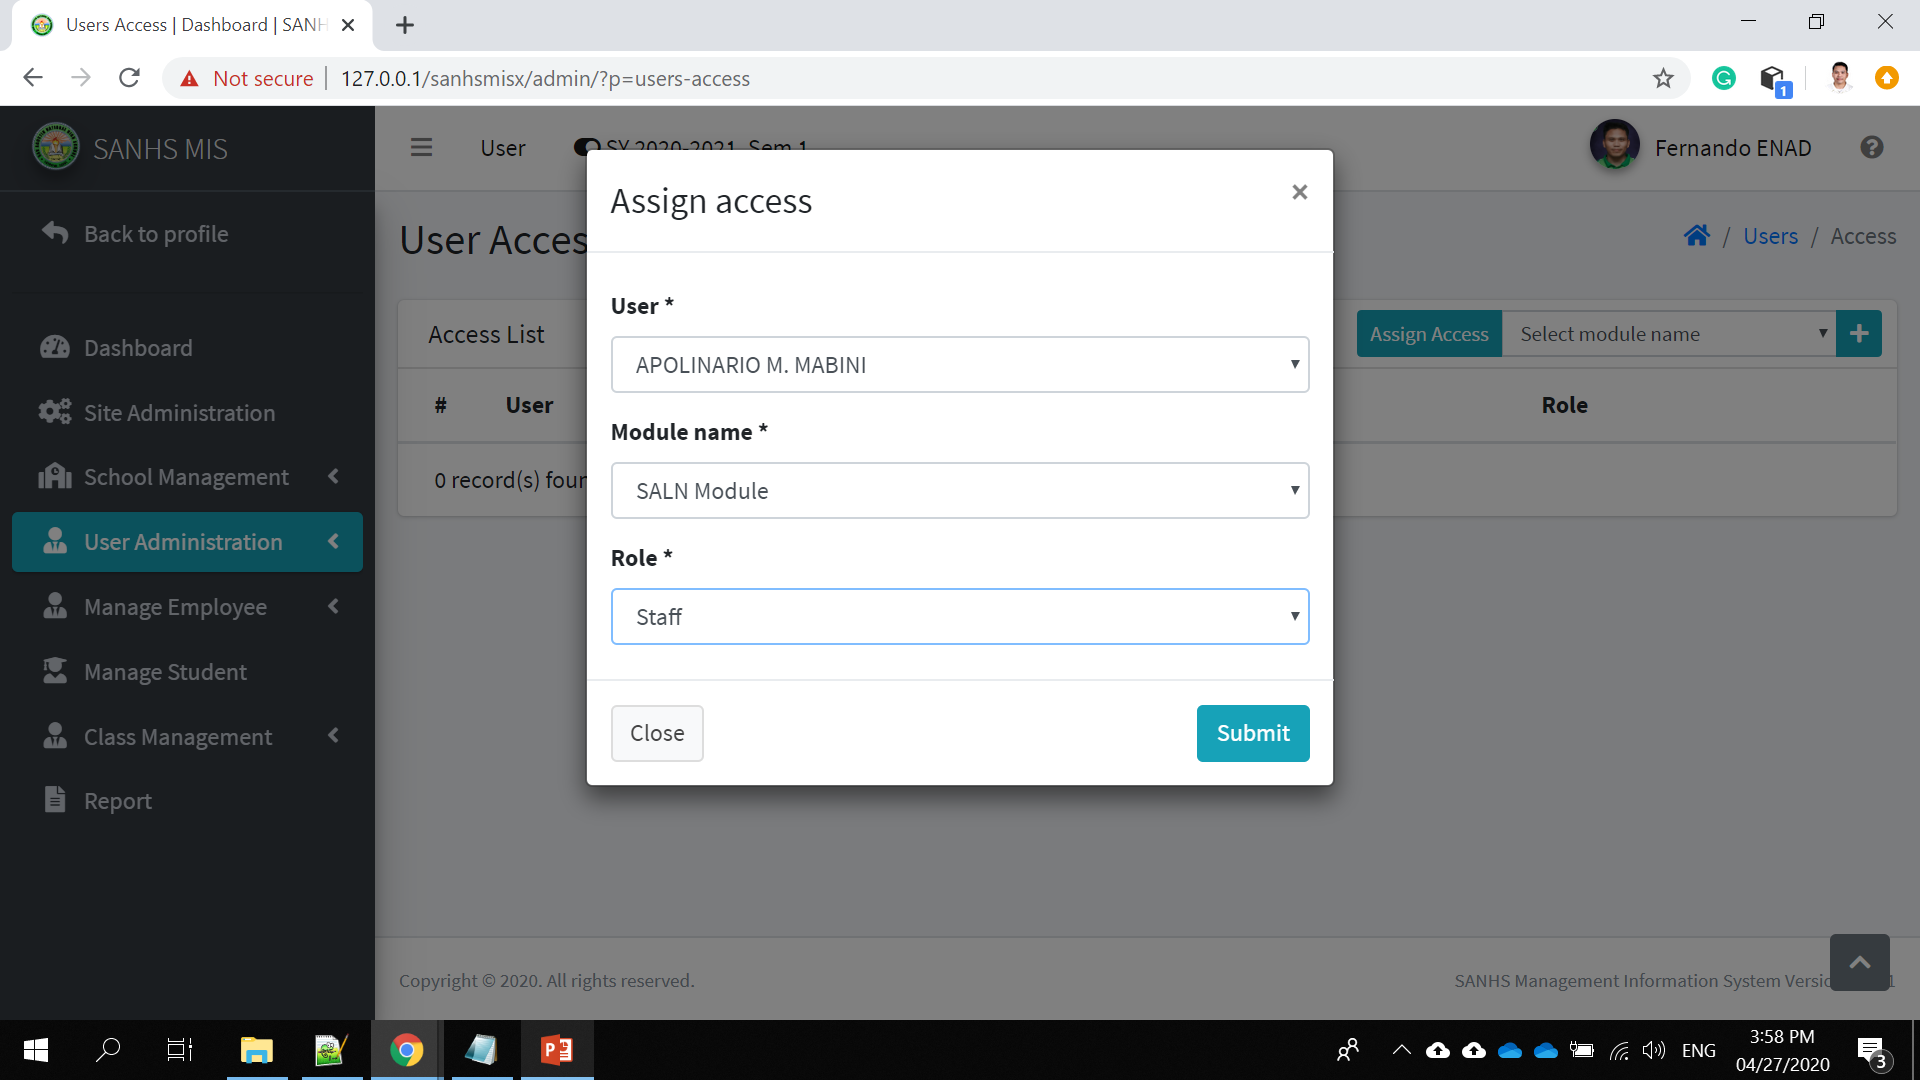 Users Access | Dashboard | SANH
Not secure
127.0.0.1/sanhsmisx/admin/?p=users-access
1
SANHS MIS
User
SY 2020-2021, Sem 1
Fernando ENAD
Back to profile
Dashboard
Site Administration
School Management
User Administration
Manage Employee
Manage Student
Class Management
Report
User Acces
/ Users / Access
Access List
Assign Access
Select module name
#
User
Role
0 record(s) four
Assign access
×
User *
APOLINARIO M. MABINI
Module name *
SALN Module
Role *
Staff
Close
Submit
Copyright © 2020. All rights reserved.
SANHS Management Information System Versio
1
ENG
3:58 PM
04/27/2020
3